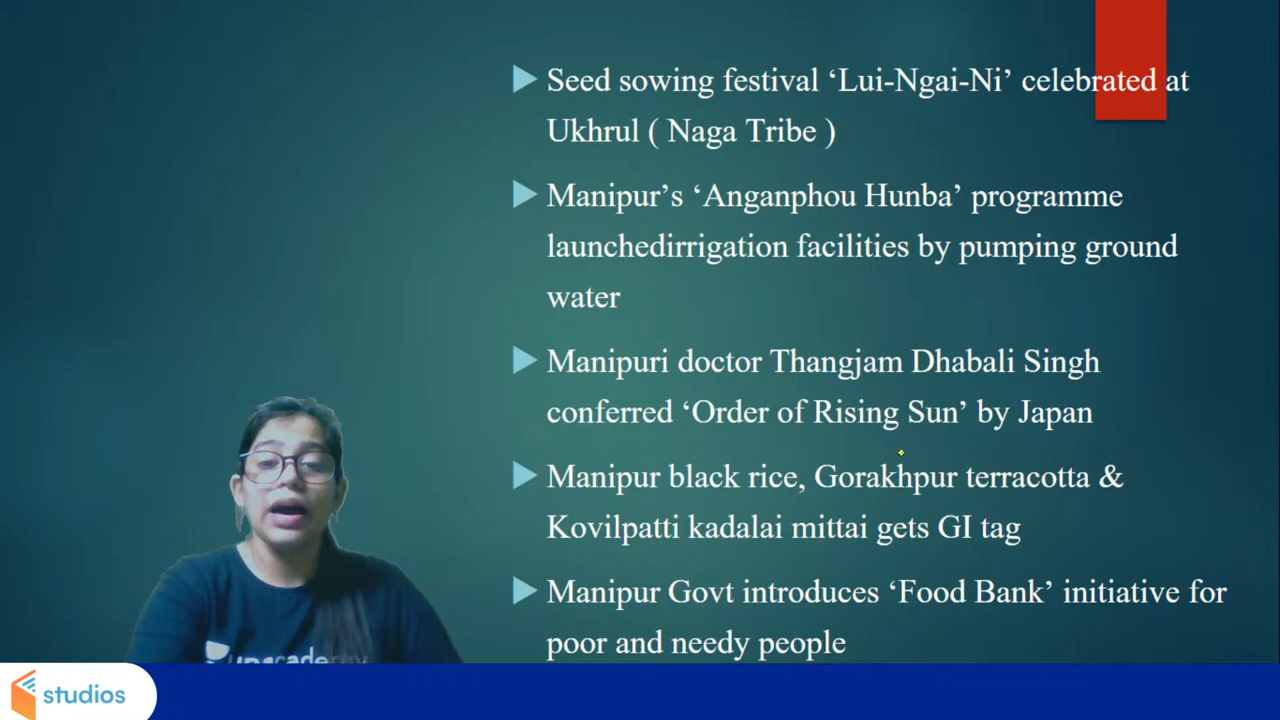 Seed sowing festival ‘Lui-Ngai-Ni’ celebrated at
Ukhrul ( Naga Tribe )
Manipur’s ‘Anganphou Hunba’ programme
launchedirrigation facilities by pumping ground
water
Manipuri doctor Thangjam Dhabali Singh
conferred ‘Order of Rising Sun’ by Japan
Manipur black rice, Gorakhpur terracotta &
Kovilpatti kadalai mittai gets GI tag
Manipur Govt introduces ‘Food Bank’ initiative for
poor and needy people
unacademy
studios